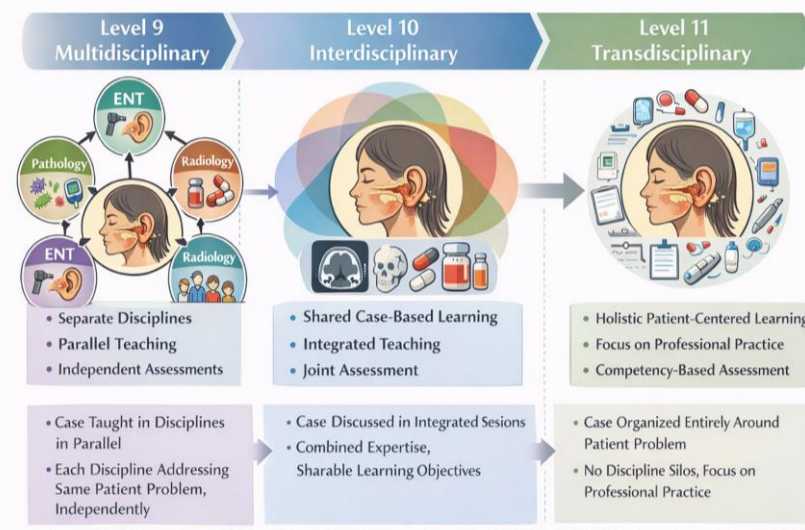 Level 9
Multidisciplinary
Level 10
Interdisciplinary
Level 11
Transdisciplinary
ENT
Pathology
Radiology
ENT
Radiology
• Separate Disciplines
• Parallel Teaching
• Independent Assessments
• Shared Case-Based Learning
• Integrated Teaching
• Joint Assessment
• Holistic Patient-Centered Learning
• Focus on Professional Practice
• Competency-Based Assessment
• Case Taught in Disciplines
in Parallel
• Each Discipline Addressing
Same Patient Problem,
Independently
• Case Discussed in Integrated Sesions
• Combined Expertise,
Sharable Learning Objectives
• Case Organized Entirely Around
Patient Problem
• No Discipline Silos, Focus on
Professional Practice